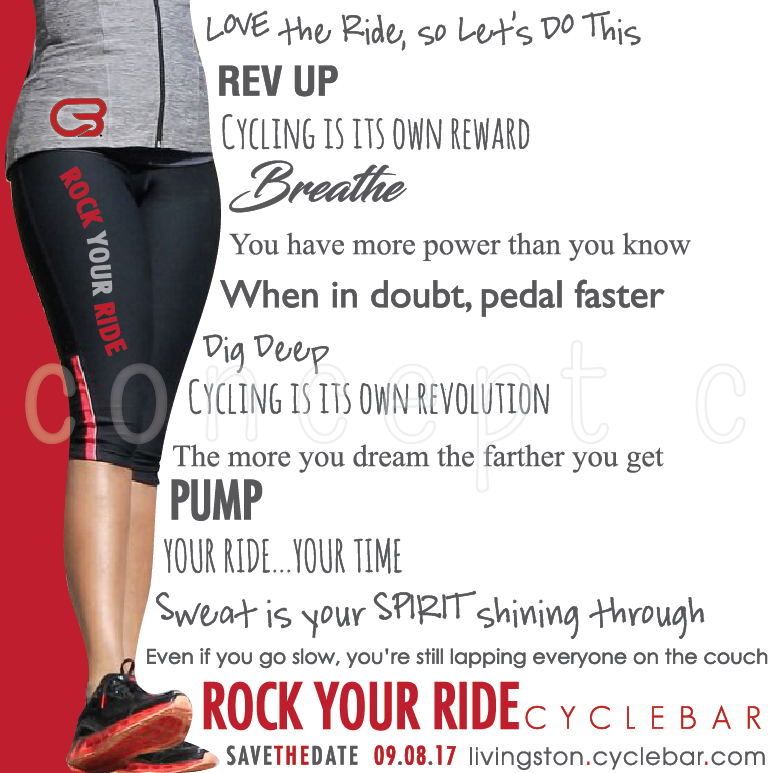 LOVE the Ride, so Let's Do This
REV UP
CYCLING IS ITS OWN REWARD
Breathe
You have more power than you know
When in doubt, pedal faster
Dig Deep
CYCLING IS ITS OWN REVOLUTION
The more you dream the farther you get
PUMP
YOUR RIDE...YOUR TIME
Sweat is your SPIRIT shining through
Even if you go slow, you're still lapping everyone on the couch
ROCK YOUR RIDE CYCLEBAR
SAVETHEDATE 09.08.17 livingston.cyclebar.com
CB
ROCK YOUR RIDE
concept c